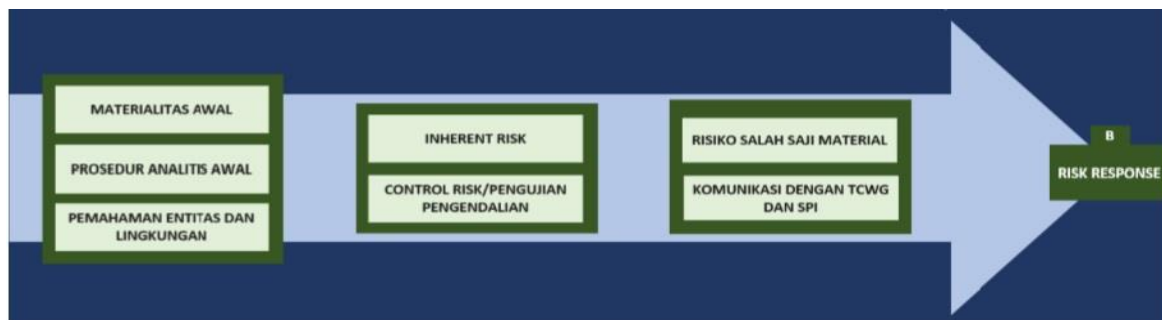 MATERIALITAS AWAL
PROSEDUR ANALITIS AWAL
PEMAHAMAN ENTITAS DAN
LINGKUNGAN
INHERENT RISK
CONTROL RISK/PENGUJIAN
PENGENDALIAN
RISIKO SALAH SAJI MATERIAL
KOMUNIKASI DENGAN TCWG
DAN SPI
B
RISK RESPONSE